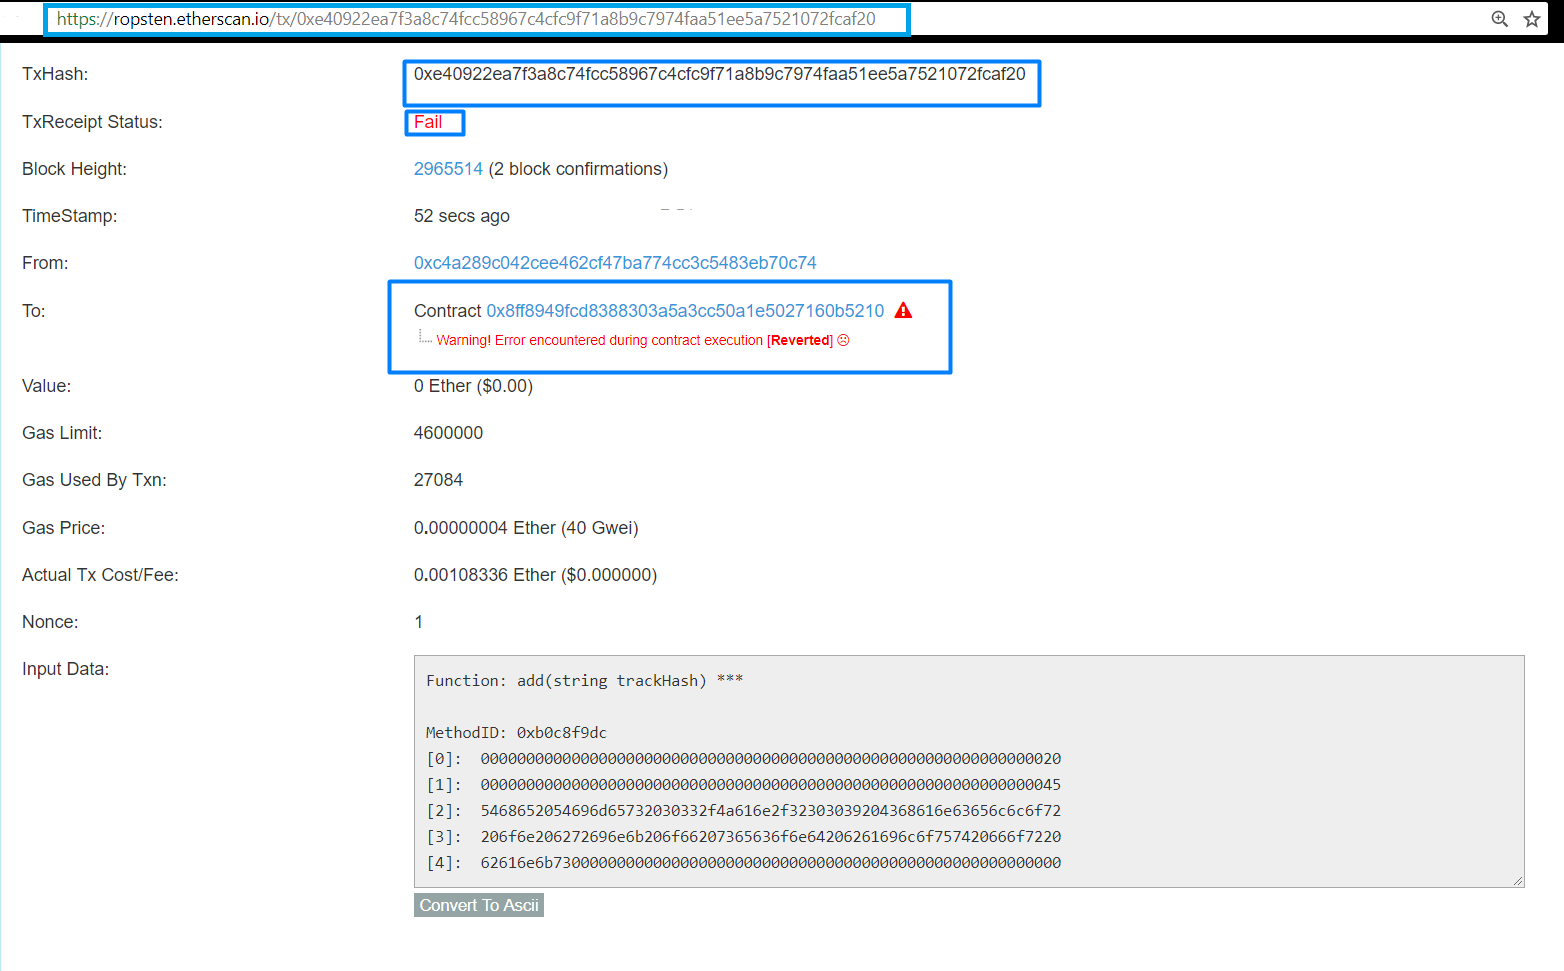 https://ropsten.etherscan.io/tx/0xe40922ea7f3a8c74fcc58967c4cfc9f71a8b9c7974faa51ee5a7521072fcaf20
TxHash: 0xe40922ea7f3a8c74fcc58967c4cfc9f71a8b9c7974faa51ee5a7521072fcaf20
TxReceipt Status: Fail
Block Height: 2965514 (2 block confirmations)
TimeStamp: 52 secs ago
From: 0xc4a289c042cee462cf47ba774cc3c5483eb70c74
To: Contract 0x8ff8949fcd8388303a5a3cc50a1e5027160b5210
Warning! Error encountered during contract execution [Reverted]
Value: 0 Ether ($0.00)
Gas Limit: 4600000
Gas Used By Txn: 27084
Gas Price: 0.00000004 Ether (40 Gwei)
Actual Tx Cost/Fee: 0.00108336 Ether ($0.000000)
Nonce: 1
Input Data:
Function: add(string trackHash) ***
MethodID: 0xb0c8f9dc
[0]: 0000000000000000000000000000000000000000000000000000000000000020
[1]: 0000000000000000000000000000000000000000000000000000000000000045
[2]: 5468652054696d65732030332f4a616e2f32303039204368616e63656c6c6f72
[3]: 206f6e206272696e6b206f66207365636f6e64206261696c6f757420666f7220
[4]: 62616e6b73000000000000000000000000000000000000000000000000000000
Convert To Ascii